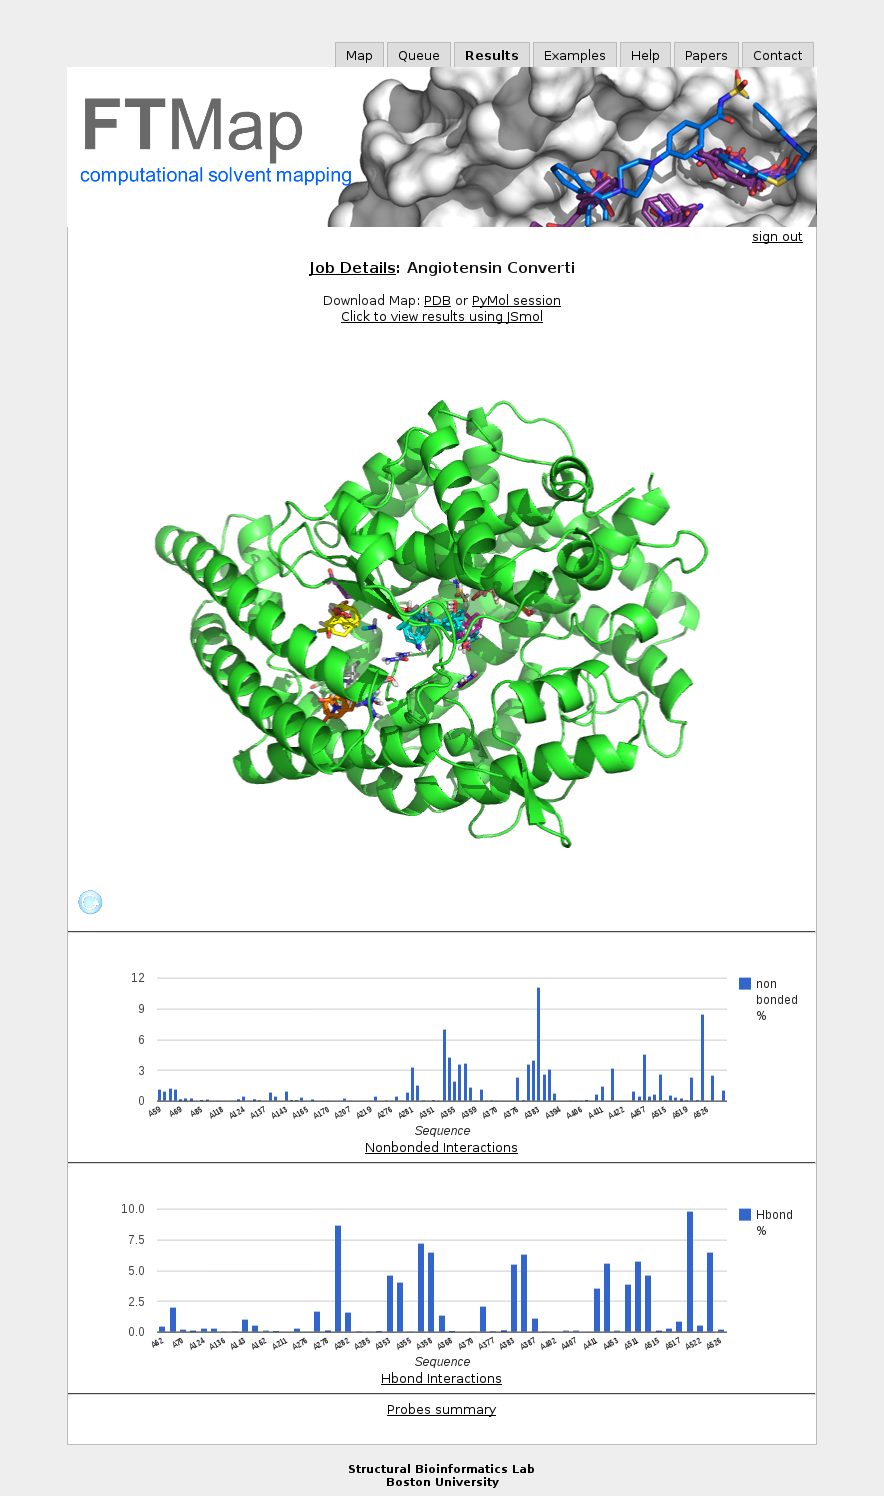 Map Queue Results Examples Help Papers Contact
FTMap
computational solvent mapping
sign out
Job Details: Angiotensin Converti
Download Map: PDB or PyMol session
Click to view results using JSmol
12
9
6
3
0
non
bonded
%
A59 A69 A85 A118 A124 A137 A143 A165 A170 A207 A219 A276 A281 A351 A355 A359 A370 A376 A383 A394 A406 A411 A422 A457 A515 A519 A526
Sequence
Nonbonded Interactions
10.0
7.5
5.0
2.5
0.0
Hbond
%
A62 A70 A124 A136 A143 A162 A211 A276 A278 A282 A285 A353 A355 A358 A368 A370 A377 A383 A387 A402 A407 A411 A453 A511 A515 A517 A522 A526
Sequence
Hbond Interactions
Probes summary
Structural Bioinformatics Lab
Boston University